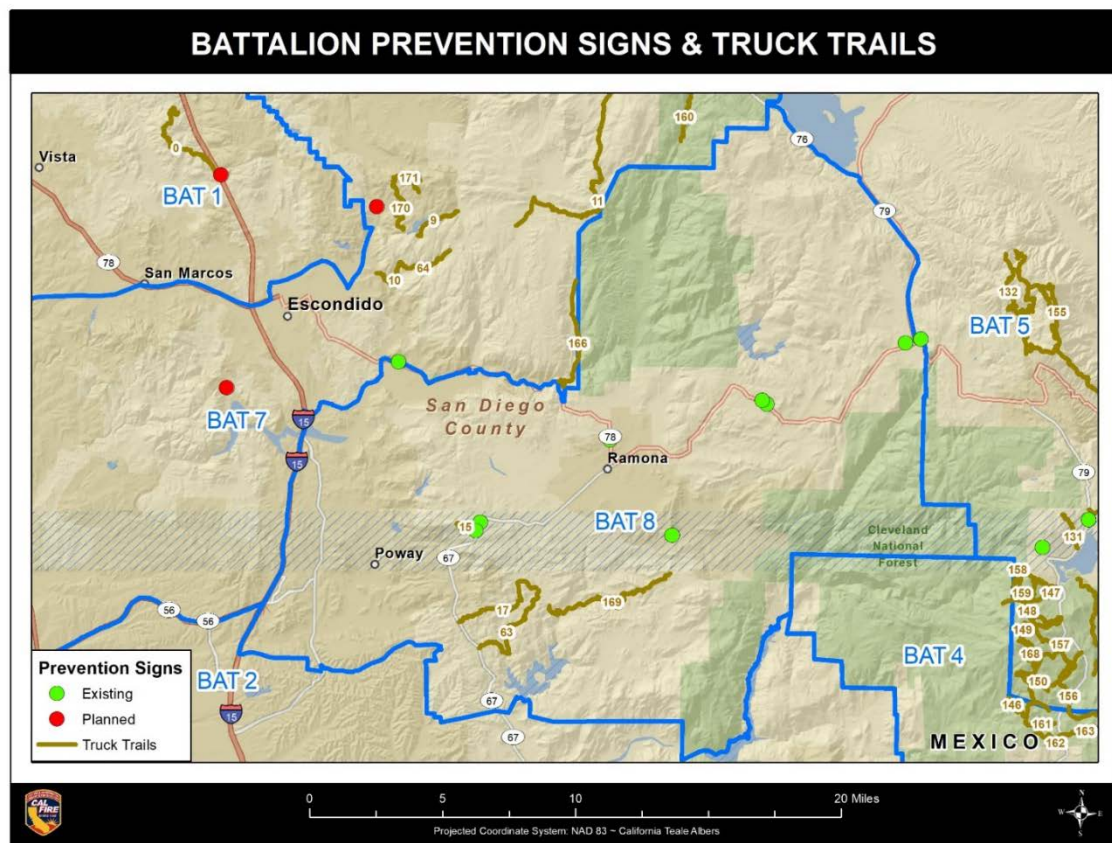 BATTALION PREVENTION SIGNS & TRUCK TRAILS
160
76
Vista
0
171
BAT 1
170
11
9
79
78
San Marcos
64
10
132
Escondido
155
BAT 5
166
San Diego
County
BAT 7
15
78
15
Ramona
79
15
BAT 8
Cleveland
National
Forest
131
Poway
67
158
159
147
17
169
148
56
56
63
149
157
168
BAT 4
BAT 2
150
156
67
146
15
161
163
67
MEXICO
162
Prevention Signs
Existing
Planned
Truck Trails
CAL
FIRE
0
5
10
20 Miles
Projected Coordinate System: NAD 83 ~ California Teale Albers
N
W
E
S